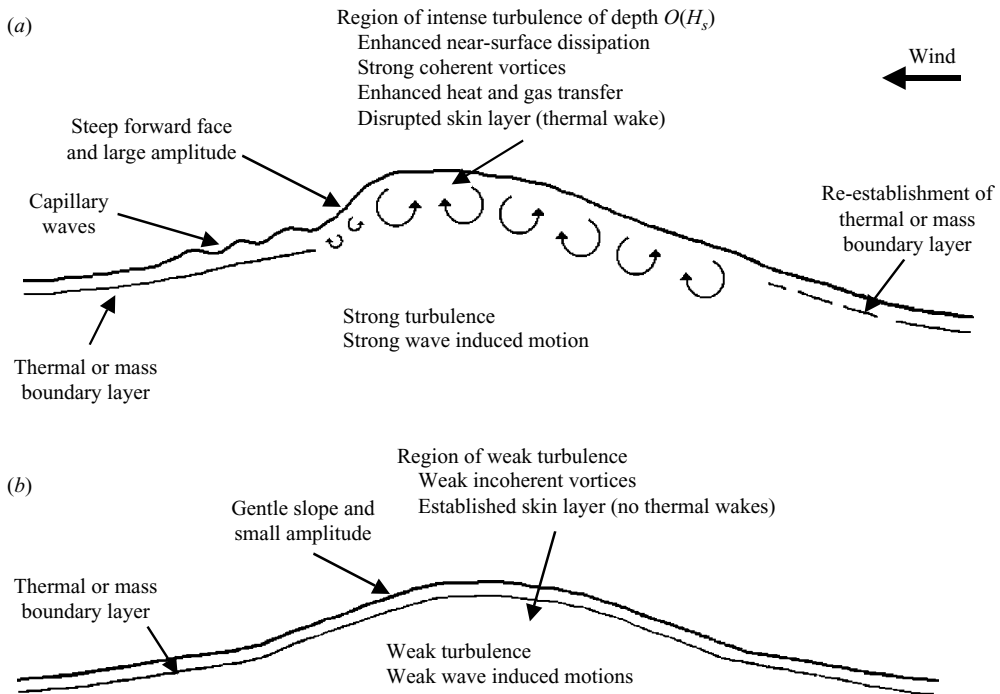 (a)
Region of intense turbulence of depth O(Hs)
Enhanced near-surface dissipation
Strong coherent vortices
Enhanced heat and gas transfer
Disrupted skin layer (thermal wake)
Wind
Steep forward face
and large amplitude
Capillary
waves
Re-establishment of
thermal or mass
boundary layer
Strong turbulence
Strong wave induced motion
Thermal or mass
boundary layer
(b)
Region of weak turbulence
Weak incoherent vortices
Established skin layer (no thermal wakes)
Gentle slope and
small amplitude
Thermal or mass
boundary layer
Weak turbulence
Weak wave induced motions